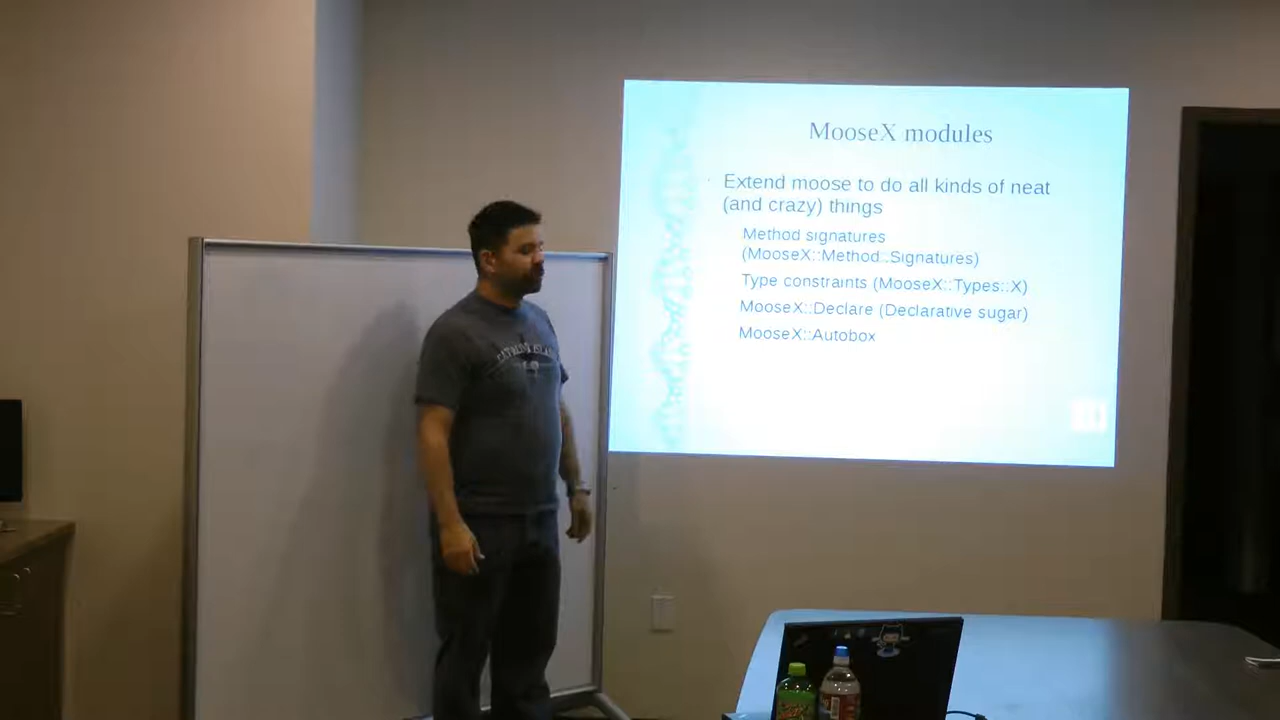 MooseX modules
Extend moose to do all kinds of neat
(and crazy) things
Method signatures
(MooseX::Method::Signatures)
Type constraints (MooseX::Types::X)
MooseX::Declare (Declarative sugar)
MooseX::Autobox